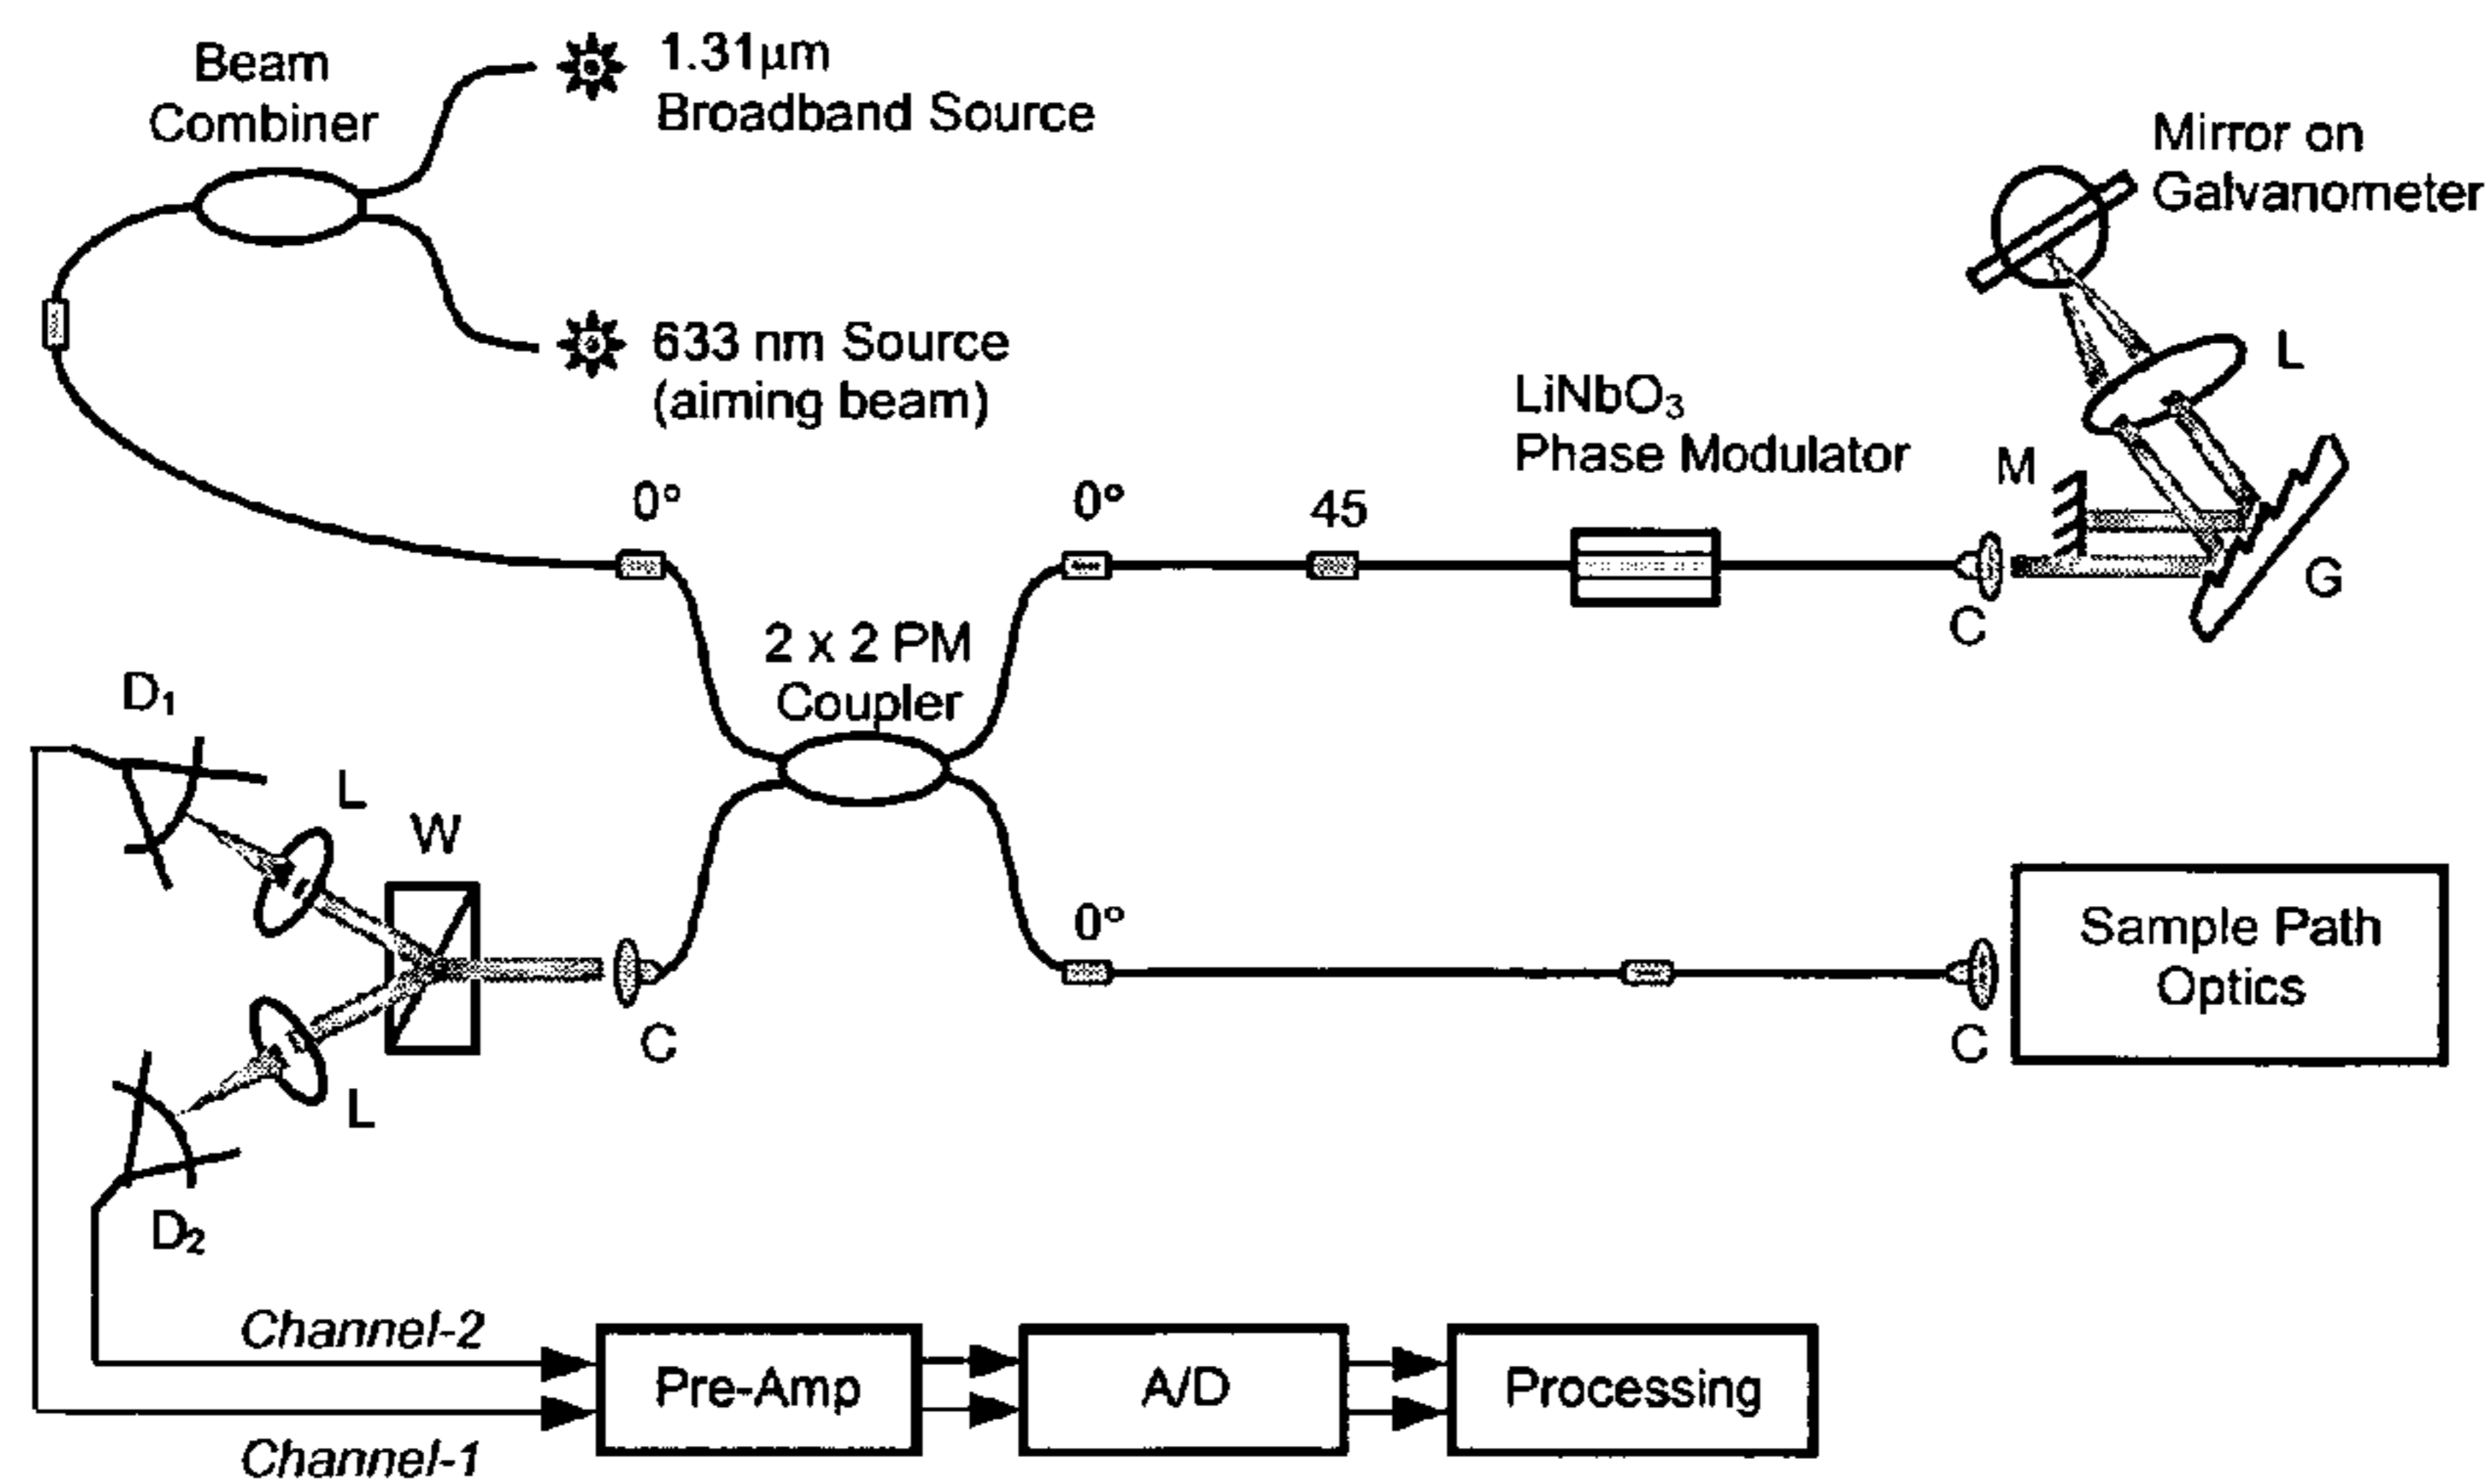 Beam
Combiner
1.31μm
Broadband Source
633 nm Source
(aiming beam)
Mirror on
Galvanometer
L
LiNbO₃
Phase Modulator
M
G
C
0°
0°
45
2 x 2 PM
Coupler
D₁
L
W
C
L
D₂
0°
C
Sample Path
Optics
Channel-2
Channel-1
Pre-Amp
A/D
Processing